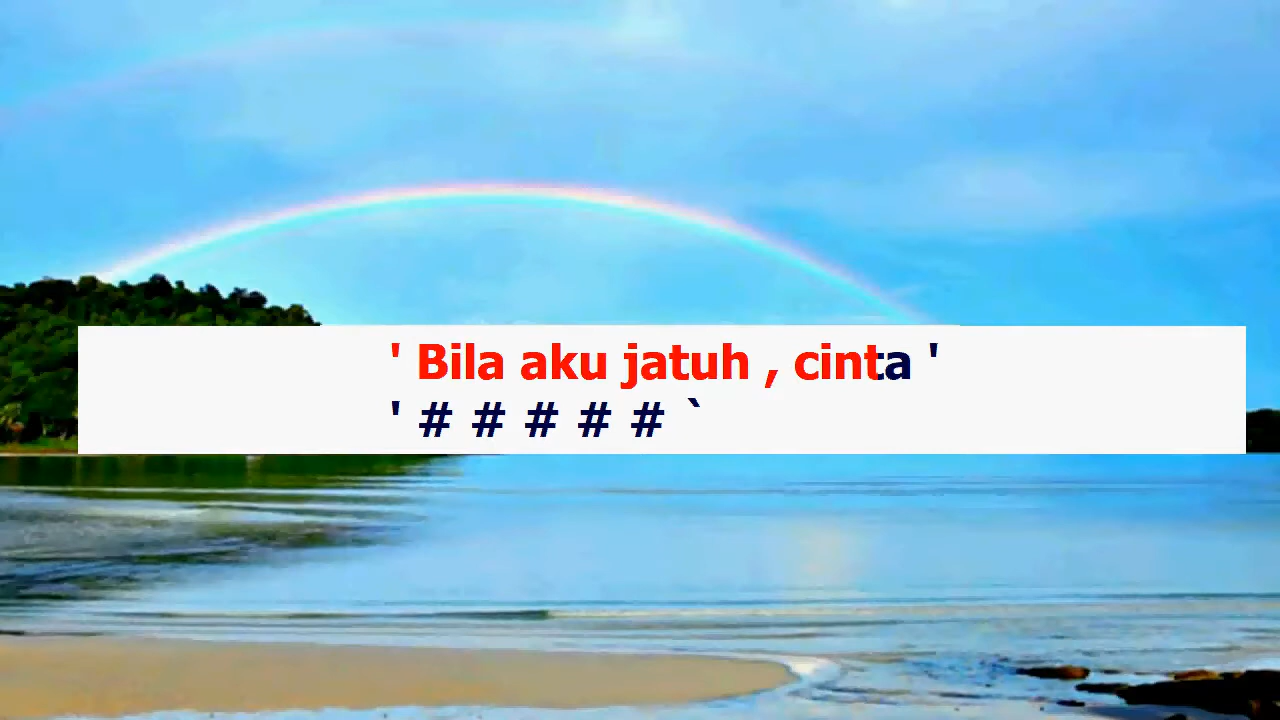 ' Bila aku jatuh , cinta '
' # # # # # `